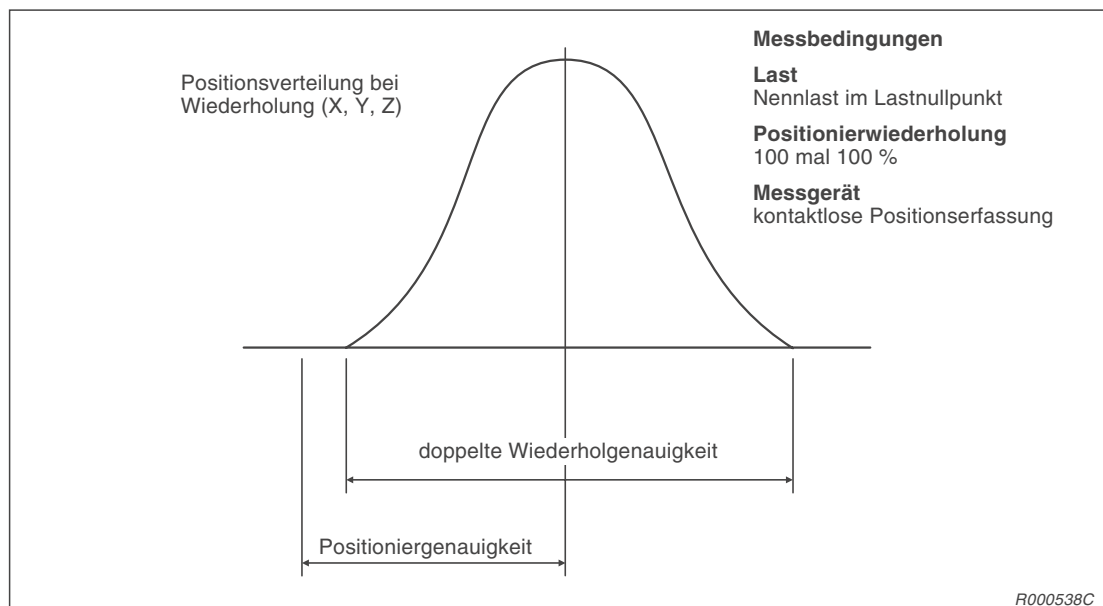 Positionsverteilung bei
Wiederholung (X, Y, Z)
Messbedingungen
Last
Nennlast im Lastnullpunkt
Positionierwiederholung
100 mal 100 %
Messgerät
kontaktlose Positionserfassung
doppelte Wiederholgenauigkeit
Positioniergenauigkeit
R000538C